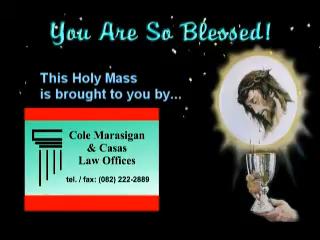 You Are So Blessed!
This Holy Mass
is brought to you by...
Cole Marasigan
& Casas
Law Offices
tel. / fax: (082) 222-2889